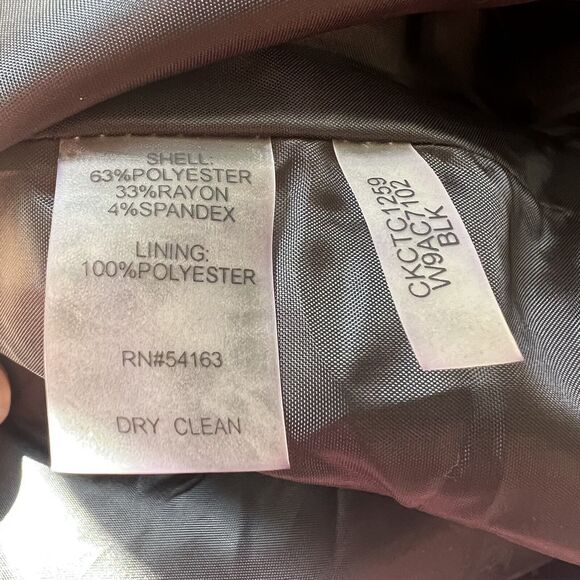 SHELL:
63%POLYESTER
33%RAYON
4%SPANDEX
LINING:
100%POLYESTER
RN#54163
DRY CLEAN
CKCTC1259
W9AC7102
BLK